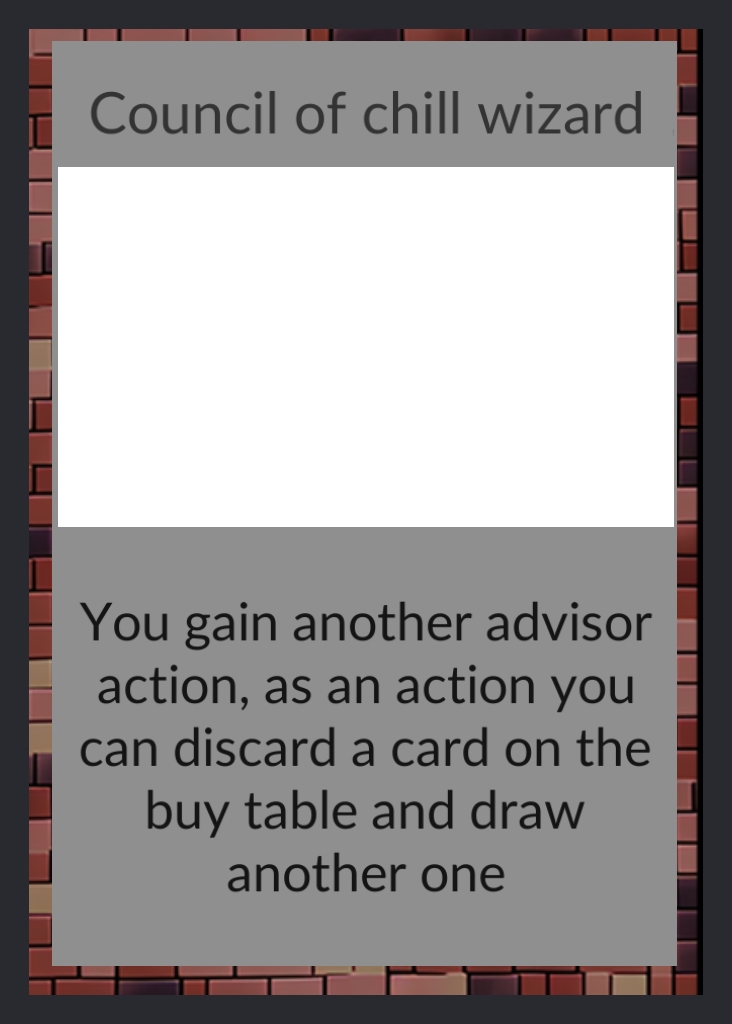 Council of chill wizard
You gain another advisor
action, as an action you
can discard a card on the
buy table and draw
another one